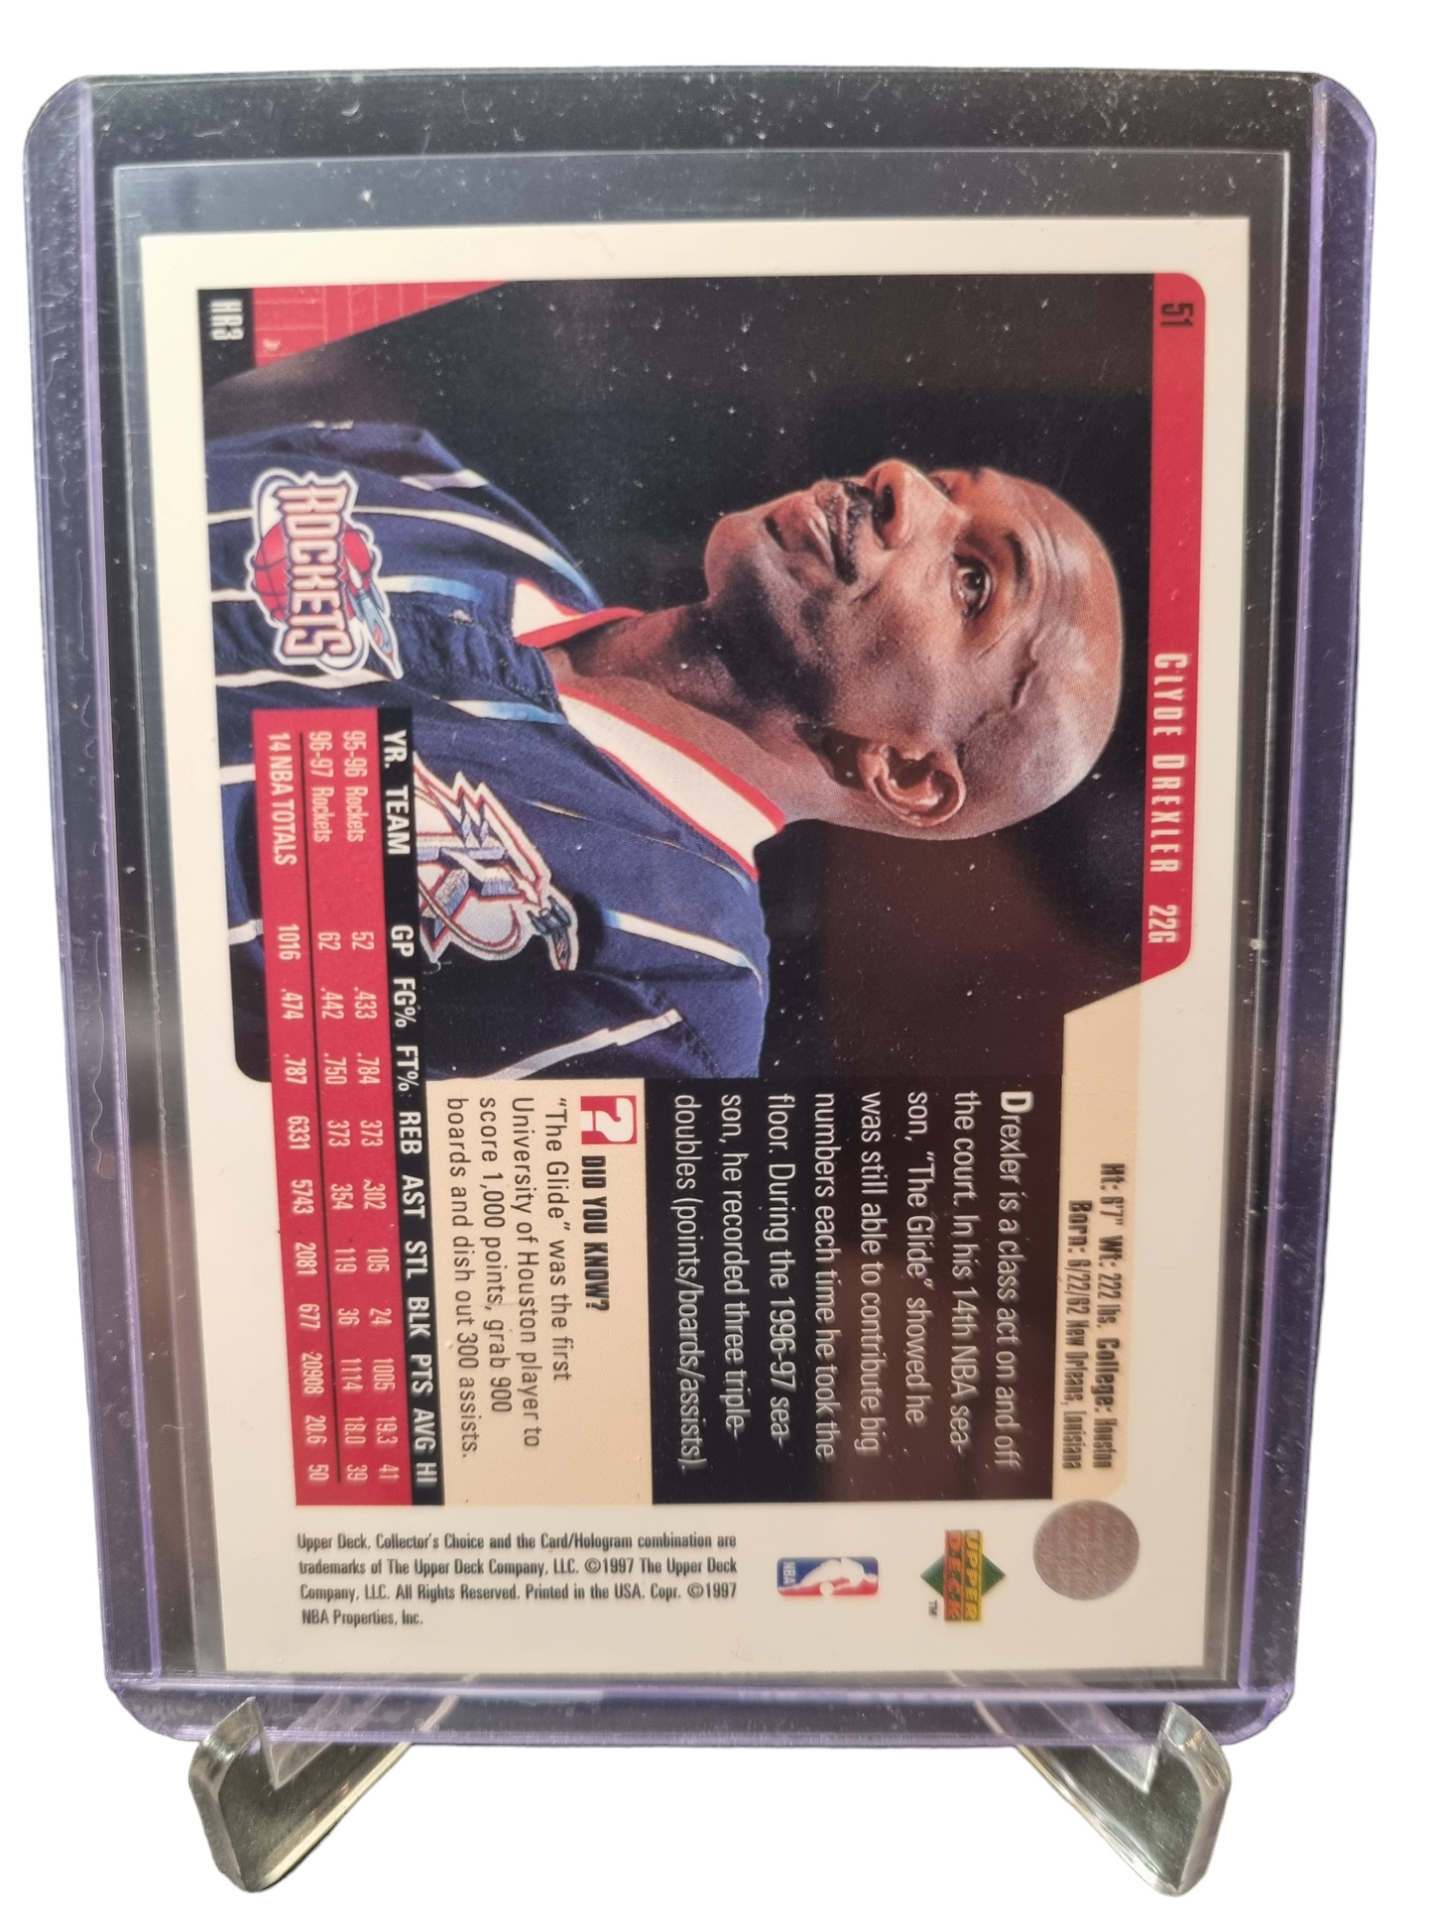 51
CLYDE DREXLER 22G
Ht: 6'7" Wt: 222 lbs. College: Houston
Born: 6/22/62 New Orleans, Louisiana
Drexler is a class act on and off
the court. In his 14th NBA sea-
son, "The Glide" showed he
was still able to contribute big
numbers each time he took the
floor. During the 1996-97 sea-
son, he recorded three triple-
doubles (points/boards/assists).
? DID YOU KNOW?
"The Glide" was the first
University of Houston player to
score 1,000 points, grab 900
boards and dish out 300 assists.
YR. TEAM GP FG% FT% REB AST STL BLK PTS AVG HI
95-96 Rockets 52 .433 .784 373 .302 105 24 1005 19.3 41
96-97 Rockets 62 .442 .750 373 354 119 36 1114 18.0 39
14 NBA TOTALS 1016 .474 .787 6331 5743 2081 677 20908 20.6 50
ROCKETS
HR3
UPPER
DECK
TM
NBA
Upper Deck, Collector's Choice and the Card/Hologram combination are
trademarks of The Upper Deck Company, LLC. ©1997 The Upper Deck
Company, LLC. All Rights Reserved. Printed in the USA. Copr. ©1997
NBA Properties, Inc.